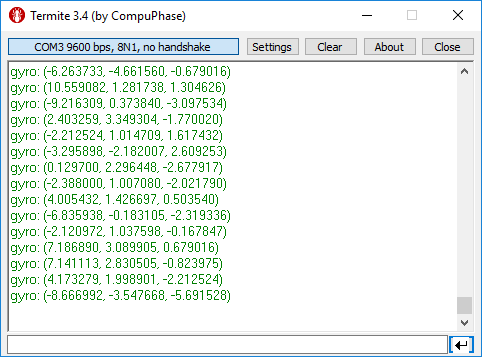 Termite 3.4 (by CompuPhase)
COM3 9600 bps, 8N1, no handshake Settings Clear About Close
gyro: (-6.263733, -4.661560, -0.679016)
gyro: (10.559082, 1.281738, 1.304626)
gyro: (-9.216309, 0.373840, -3.097534)
gyro: (2.403259, 3.349304, -1.770020)
gyro: (-2.212524, 1.014709, 1.617432)
gyro: (-3.295898, -2.182007, 2.609253)
gyro: (0.129700, 2.296448, -2.677917)
gyro: (-2.388000, 1.007080, -2.021790)
gyro: (4.005432, 1.426697, 0.503540)
gyro: (-6.835938, -0.183105, -2.319336)
gyro: (-2.120972, 1.037598, -0.167847)
gyro: (7.186890, 3.089905, 0.679016)
gyro: (7.141113, 2.830505, -0.823975)
gyro: (4.173279, 1.998901, -2.212524)
gyro: (-8.666992, -3.547668, -5.691528)